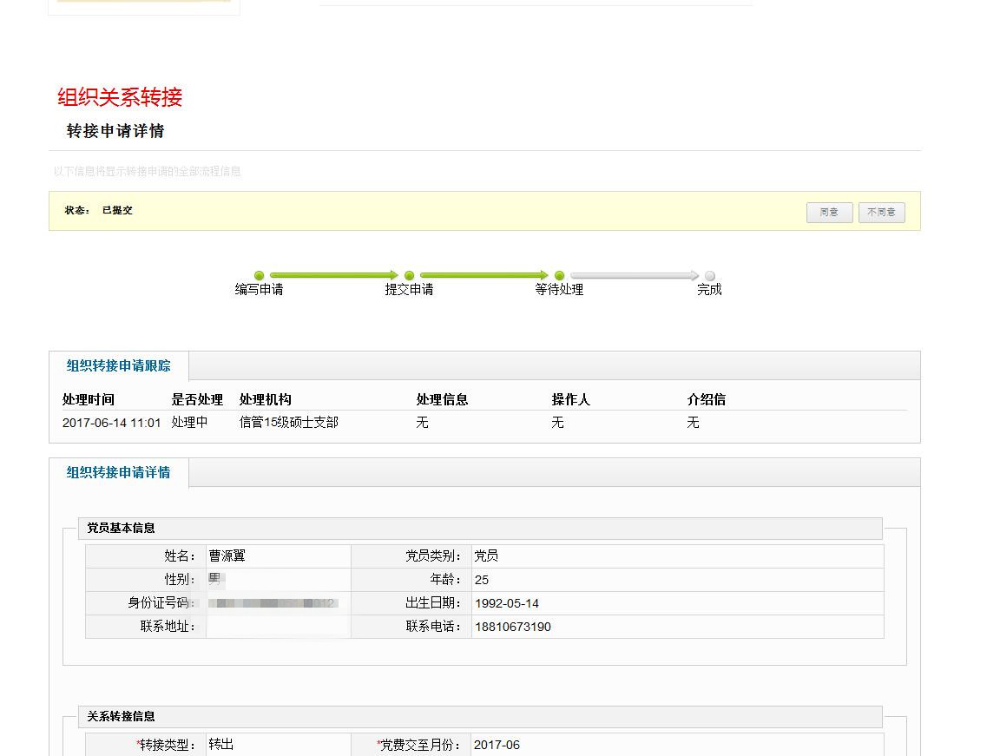 组织关系转接
转接申请详情
以下信息将显示转接申请的全部流程信息
状态： 已提交 同意 不同意
编写申请 提交申请 等待处理 完成
组织转接申请跟踪
处理时间 是否处理 处理机构 处理信息 操作人 介绍信
2017-06-14 11:01 处理中 信管15级硕士支部 无 无 无
组织转接申请详情
党员基本信息
姓名： 曹源翼 党员类别： 党员
性别： 男 年龄： 25
身份证号码： 出生日期： 1992-05-14
联系地址： 联系电话： 18810673190
关系转接信息
*转接类型： 转出 *党费交至月份： 2017-06